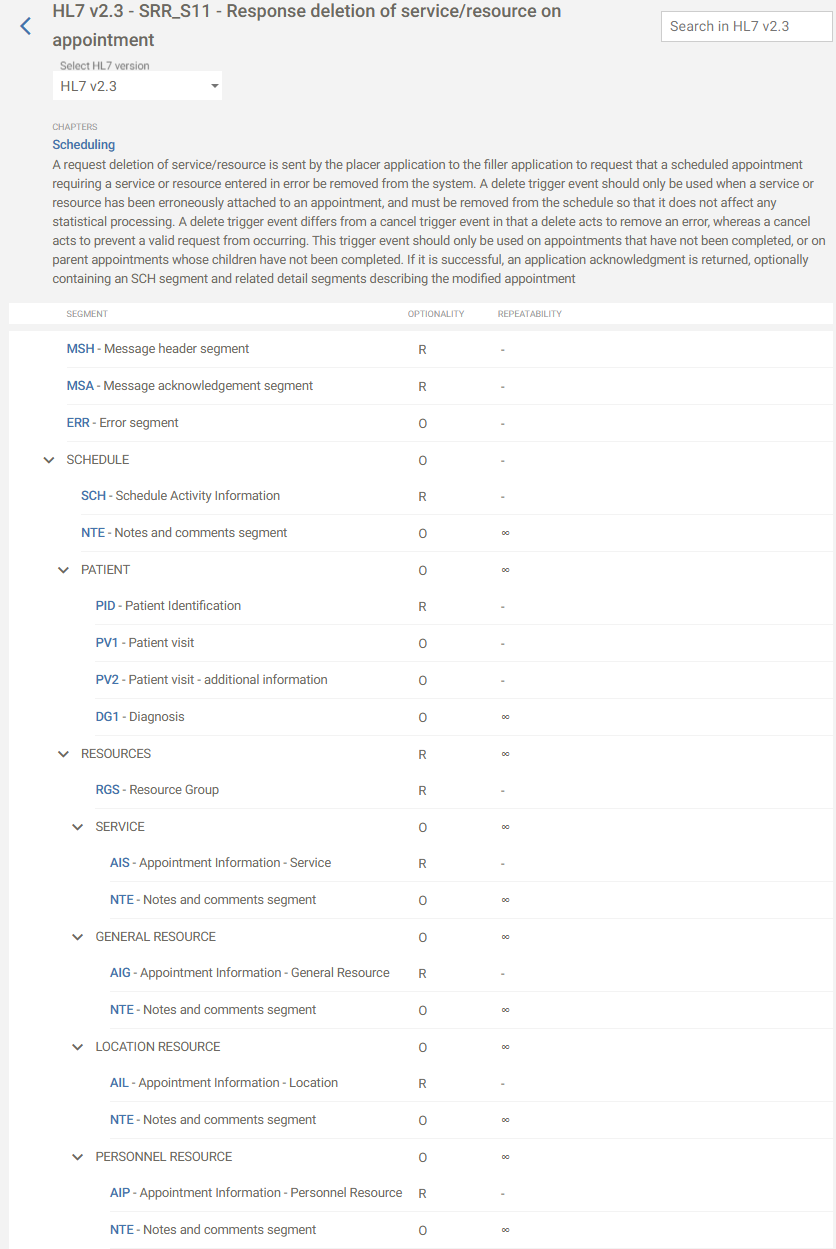 HL7 v2.3 - SRR_S11 - Response deletion of service/resource on
appointment
Search in HL7 v2.3
Select HL7 version
HL7 v2.3
CHAPTERS
Scheduling
A request deletion of service/resource is sent by the placer application to the filler application to request that a scheduled appointment
requiring a service or resource entered in error be removed from the system. A delete trigger event should only be used when a service or
resource has been erroneously attached to an appointment, and must be removed from the schedule so that it does not affect any
statistical processing. A delete trigger event differs from a cancel trigger event in that a delete acts to remove an error, whereas a cancel
acts to prevent a valid request from occurring. This trigger event should only be used on appointments that have not been completed, or on
parent appointments whose children have not been completed. If it is successful, an application acknowledgment is returned, optionally
containing an SCH segment and related detail segments describing the modified appointment
SEGMENT OPTIONALITY REPEATABILITY
MSH - Message header segment R -
MSA - Message acknowledgement segment R -
ERR - Error segment O -
SCHEDULE O -
SCH - Schedule Activity Information R -
NTE - Notes and comments segment O ∞
PATIENT O ∞
PID - Patient Identification R -
PV1 - Patient visit O -
PV2 - Patient visit - additional information O -
DG1 - Diagnosis O ∞
RESOURCES R ∞
RGS - Resource Group R -
SERVICE O ∞
AIS - Appointment Information - Service R -
NTE - Notes and comments segment O ∞
GENERAL RESOURCE O ∞
AIG - Appointment Information - General Resource R -
NTE - Notes and comments segment O ∞
LOCATION RESOURCE O ∞
AIL - Appointment Information - Location R -
NTE - Notes and comments segment O ∞
PERSONNEL RESOURCE O ∞
AIP - Appointment Information - Personnel Resource R -
NTE - Notes and comments segment O ∞